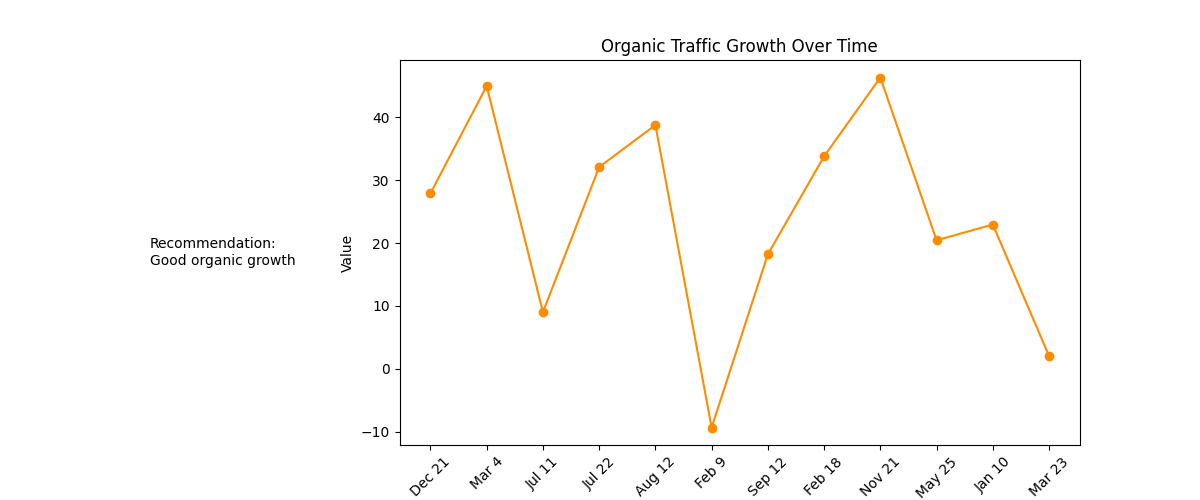 Organic Traffic Growth Over Time
Recommendation:
Good organic growth
Value
40
30
20
10
0
−10
Dec 21
Mar 4
Jul 11
Jul 22
Aug 12
Feb 9
Sep 12
Feb 18
Nov 21
May 25
Jan 10
Mar 23